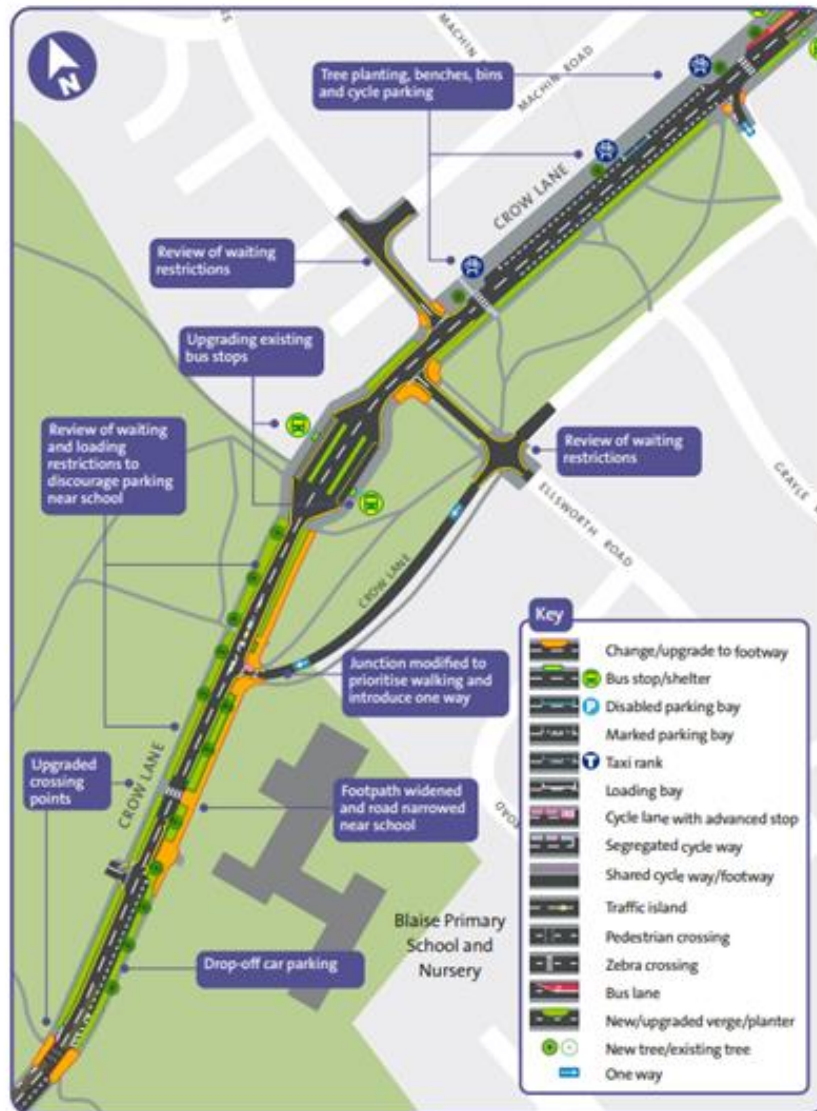 N
MACHIN
MACHIN ROAD
Tree planting, benches, bins
and cycle parking
CROW LANE
Review of waiting
restrictions
Upgrading existing
bus stops
Review of waiting
and loading
restrictions to
discourage parking
near school
Review of waiting
restrictions
ELLSWORTH ROAD
GRAYLE
CROW LANE
Junction modified to
prioritise walking and
introduce one way
Upgraded
crossing
points
CROW LANE
Footpath widened
and road narrowed
near school
ROAD
Blaise Primary
School and
Nursery
Drop-off car parking
Key
Change/upgrade to footway
Bus stop/shelter
P
Disabled parking bay
Marked parking bay
T
Taxi rank
Loading bay
Cycle lane with advanced stop
Segregated cycle way
Shared cycle way/footway
Traffic island
Pedestrian crossing
Zebra crossing
Bus lane
New/upgraded verge/planter
New tree/existing tree
One way